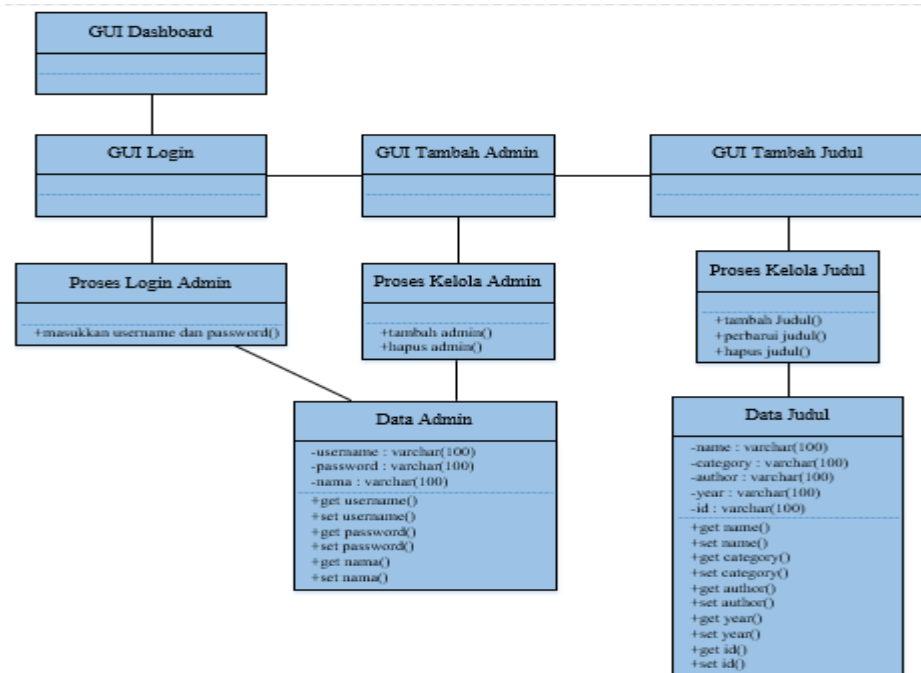 GUI Dashboard
GUI Login
GUI Tambah Admin
GUI Tambah Judul
Proses Login Admin
+masukkan username dan password()
Proses Kelola Admin
+tambah admin()
+hapus admin()
Proses Kelola Judul
+tambah Judul()
+perbarui judul()
+hapus judul()
Data Admin
-username : varchar(100)
-password : varchar(100)
-nama : varchar(100)
+get username()
+set username()
+get password()
+set password()
+get nama()
+set nama()
Data Judul
-name : varchar(100)
-category : varchar(100)
-author : varchar(100)
-year : varchar(100)
-id : varchar(100)
+get name()
+set name()
+get category()
+set category()
+get author()
+set author()
+get year()
+set year()
+get id()
+set id()